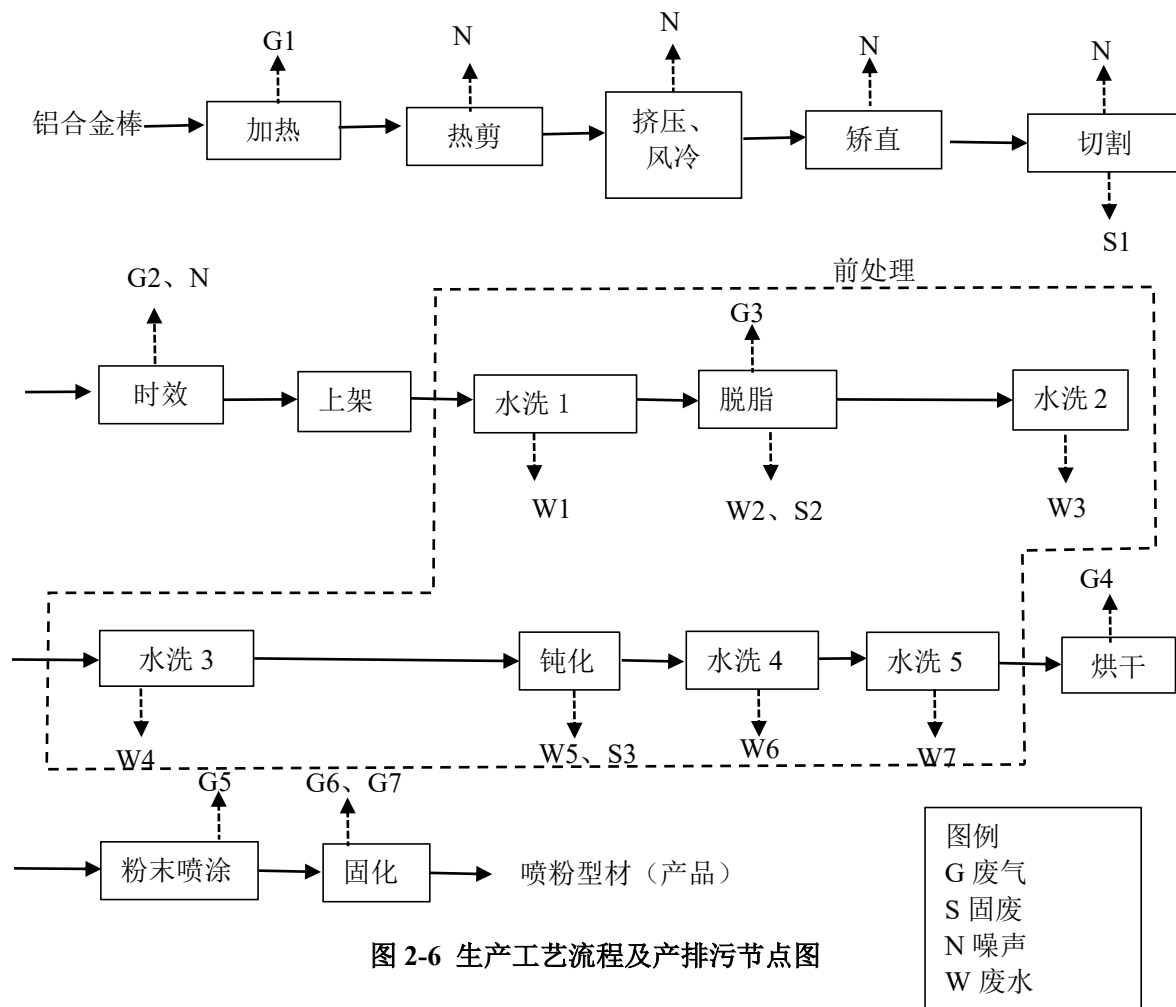 G1
N
N
N
N
铝合金棒
加热
热剪
挤压、
风冷
矫直
切割
S1
G2、N
前处理
G3
时效
上架
水洗 1
脱脂
水洗 2
W1
W2、S2
W3
G4
水洗 3
钝化
水洗 4
水洗 5
烘干
W4
W5、S3
W6
W7
G5
G6、G7
粉末喷涂
固化
喷粉型材（产品）
图例
G 废气
S 固废
N 噪声
W 废水
图 2-6 生产工艺流程及产排污节点图